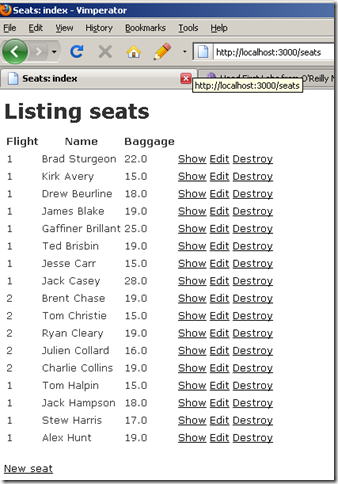 Seats: index - Vimperator
File Edit View History Bookmarks Tools Help
http://localhost:3000/seats
Seats: index
http://localhost:3000/seats
Listing seats
Flight Name Baggage
1 Brad Sturgeon 22.0 Show Edit Destroy
1 Kirk Avery 15.0 Show Edit Destroy
1 Drew Beurline 18.0 Show Edit Destroy
1 James Blake 19.0 Show Edit Destroy
1 Gaffiner Brillant 25.0 Show Edit Destroy
1 Ted Brisbin 19.0 Show Edit Destroy
1 Jesse Carr 15.0 Show Edit Destroy
1 Jack Casey 28.0 Show Edit Destroy
2 Brent Chase 19.0 Show Edit Destroy
2 Tom Christie 15.0 Show Edit Destroy
2 Ryan Cleary 19.0 Show Edit Destroy
2 Julien Collard 16.0 Show Edit Destroy
2 Charlie Collins 19.0 Show Edit Destroy
1 Tom Halpin 15.0 Show Edit Destroy
1 Jack Hampson 18.0 Show Edit Destroy
1 Stew Harris 17.0 Show Edit Destroy
1 Alex Hunt 19.0 Show Edit Destroy
New seat